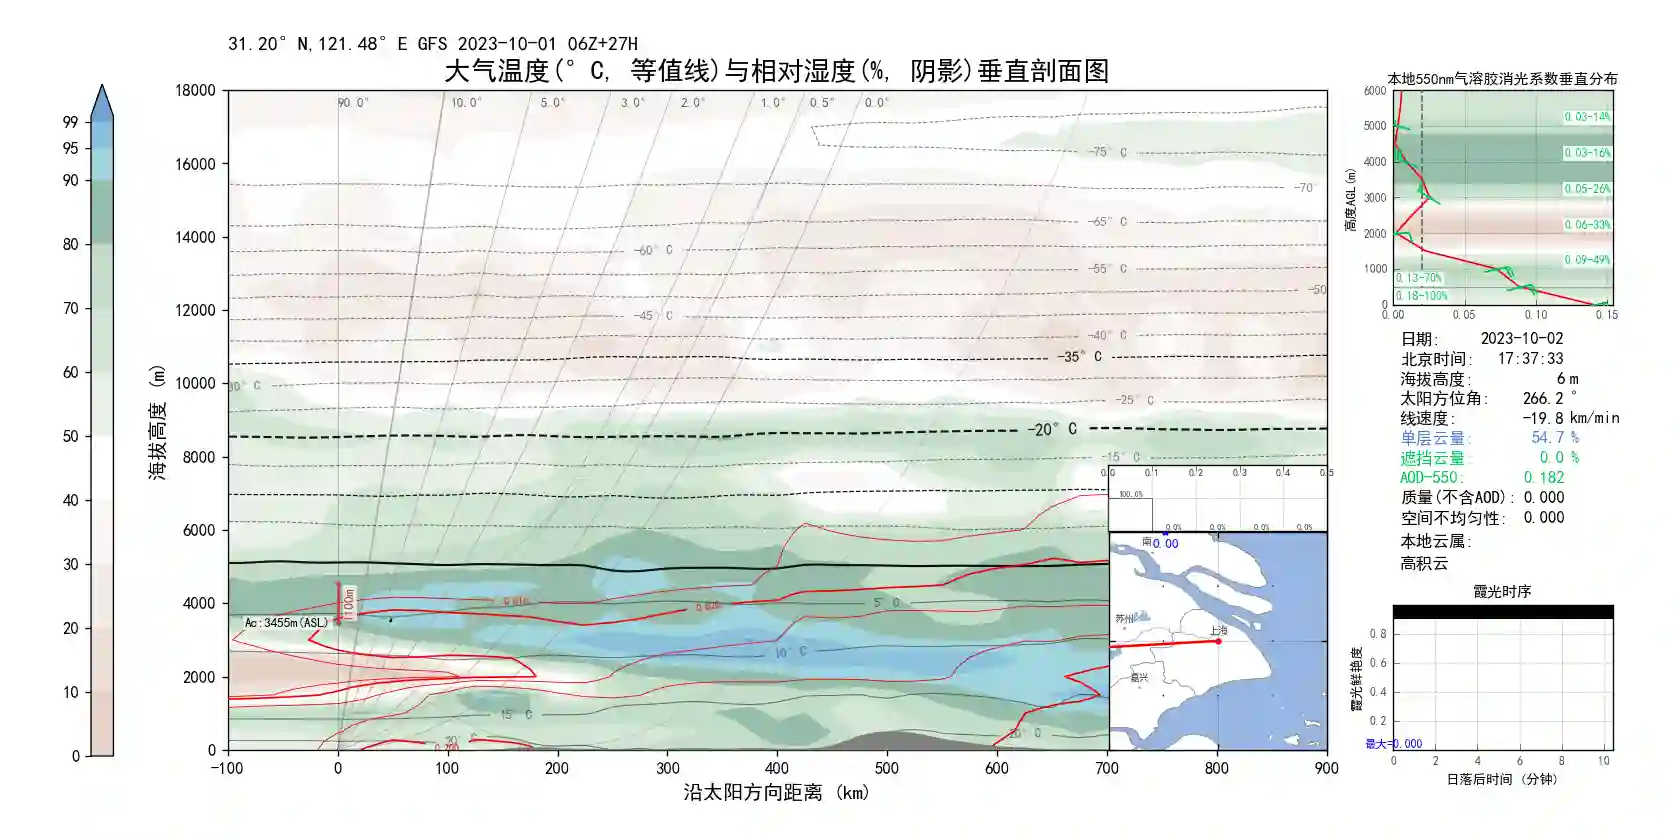 31.20° N,121.48° E GFS 2023-10-01 06Z+27H
大气温度(° C, 等值线)与相对湿度(%, 阴影)垂直剖面图
99
95
90
80
70
60
50
40
30
20
10
0
海拔高度 (m)
18000
16000
14000
12000
10000
8000
6000
4000
2000
0
90.0° 10.0° 5.0° 3.0° 2.0° 1.0° 0.5° 0.0°
-75° C
-70°
-65° C
-60° C
-55° C
-50
-45° C
-40° C
-35° C
-25° C
-20° C
-15° C
5° C
10° C
15° C
20° C
100m
Ac:3455m(ASL)
0.200
-100 0 100 200 300 400 500 600 700 800 900
沿太阳方向距离 (km)
0.0 0.1 0.2 0.3 0.4 0.5
100.0%
0.0% 0.0% 0.0% 0.0%
南
0.00
苏州
上海
嘉兴
本地550nm气溶胶消光系数垂直分布
高度AGL(m)
6000
5000
4000
3000
2000
1000
0
0.03-14%
0.03-16%
0.05-26%
0.06-33%
0.09-49%
0.13-70%
0.18-100%
0.00 0.05 0.10 0.15
日期: 2023-10-02
北京时间: 17:37:33
海拔高度: 6 m
太阳方位角: 266.2 °
线速度: -19.8 km/min
单层云量: 54.7 %
遮挡云量: 0.0 %
AOD-550: 0.182
质量(不含AOD): 0.000
空间不均匀性: 0.000
本地云属:
高积云
霞光时序
霞光鲜艳度
0.8
0.6
0.4
0.2
最大=0.000
0 2 4 6 8 10
日落后时间 (分钟)